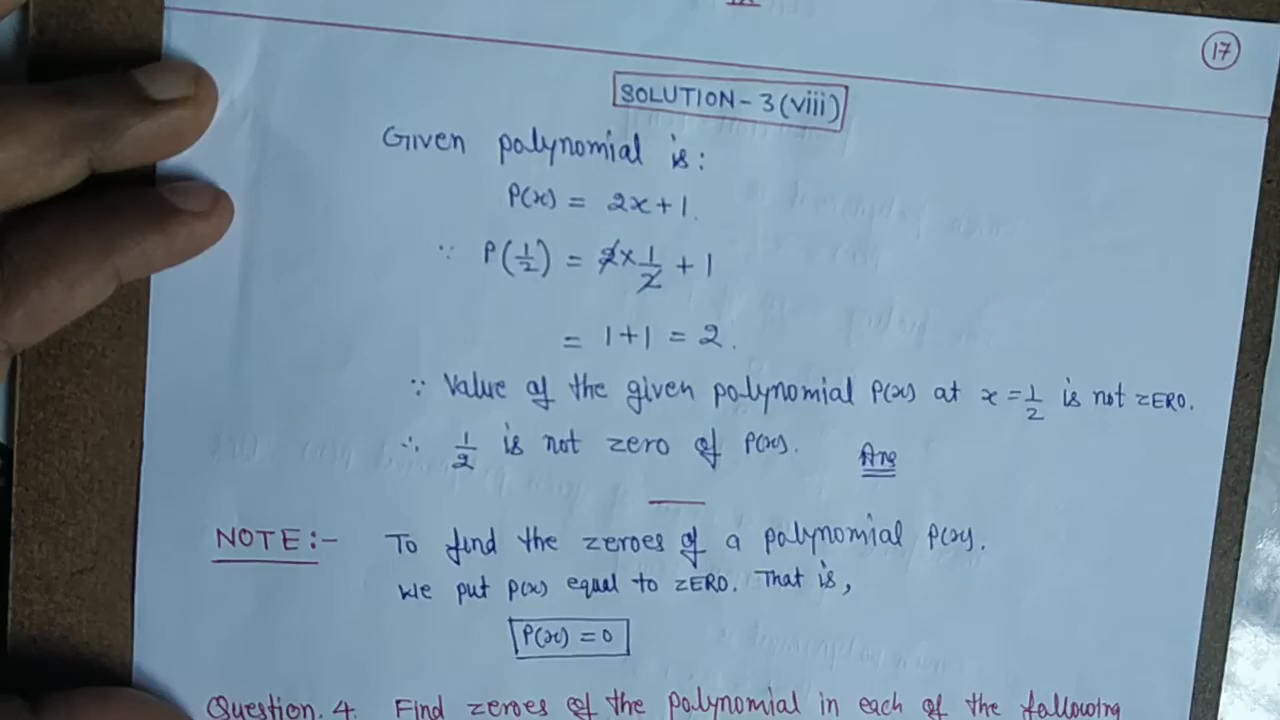 17
SOLUTION - 3(viii)
Given polynomial is:
P(x) = 2x+1.
∵ P(1/2) = 2×1/2 + 1
= 1+1 = 2.
∵ Value of the given polynomial P(x) at x = 1/2 is not ZERO.
∴ 1/2 is not zero of P(x). Ans
NOTE:- To find the zeroes of a polynomial P(x).
We put P(x) equal to ZERO. That is,
P(x) = 0
Question. 4. Find zeroes of the polynomial in each of the following